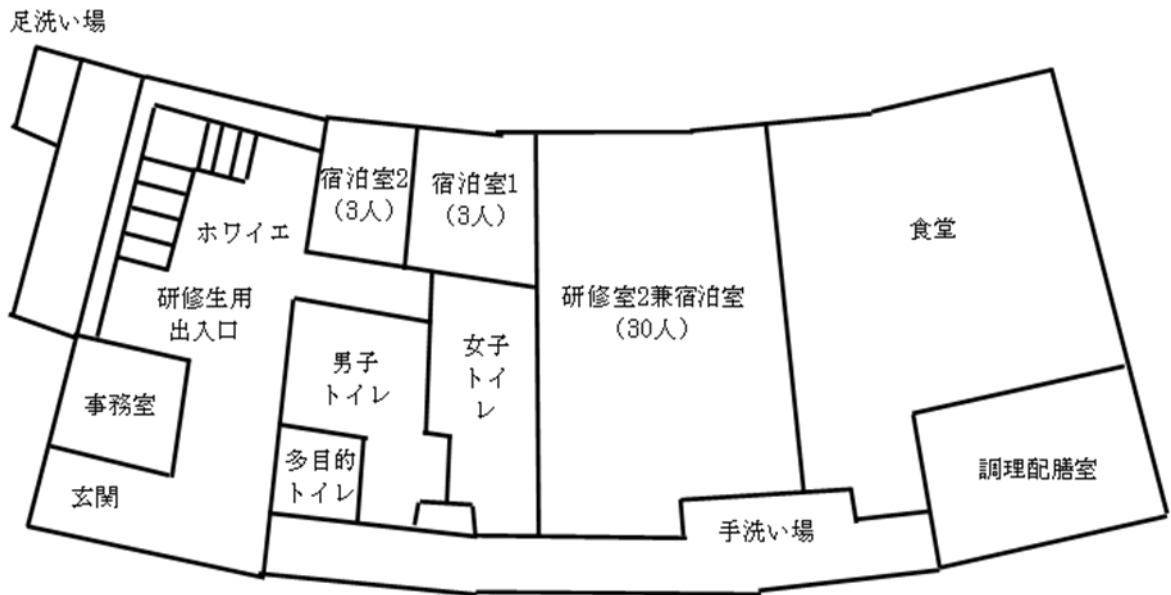 足洗い場
宿泊室2
（3人）
宿泊室1
（3人）
ホワイエ
研修生用
出入口
事務室
玄関
男子
トイレ
多目的
トイレ
女子
トイ
レ
研修室2兼宿泊室
（30人）
食堂
調理配膳室
手洗い場